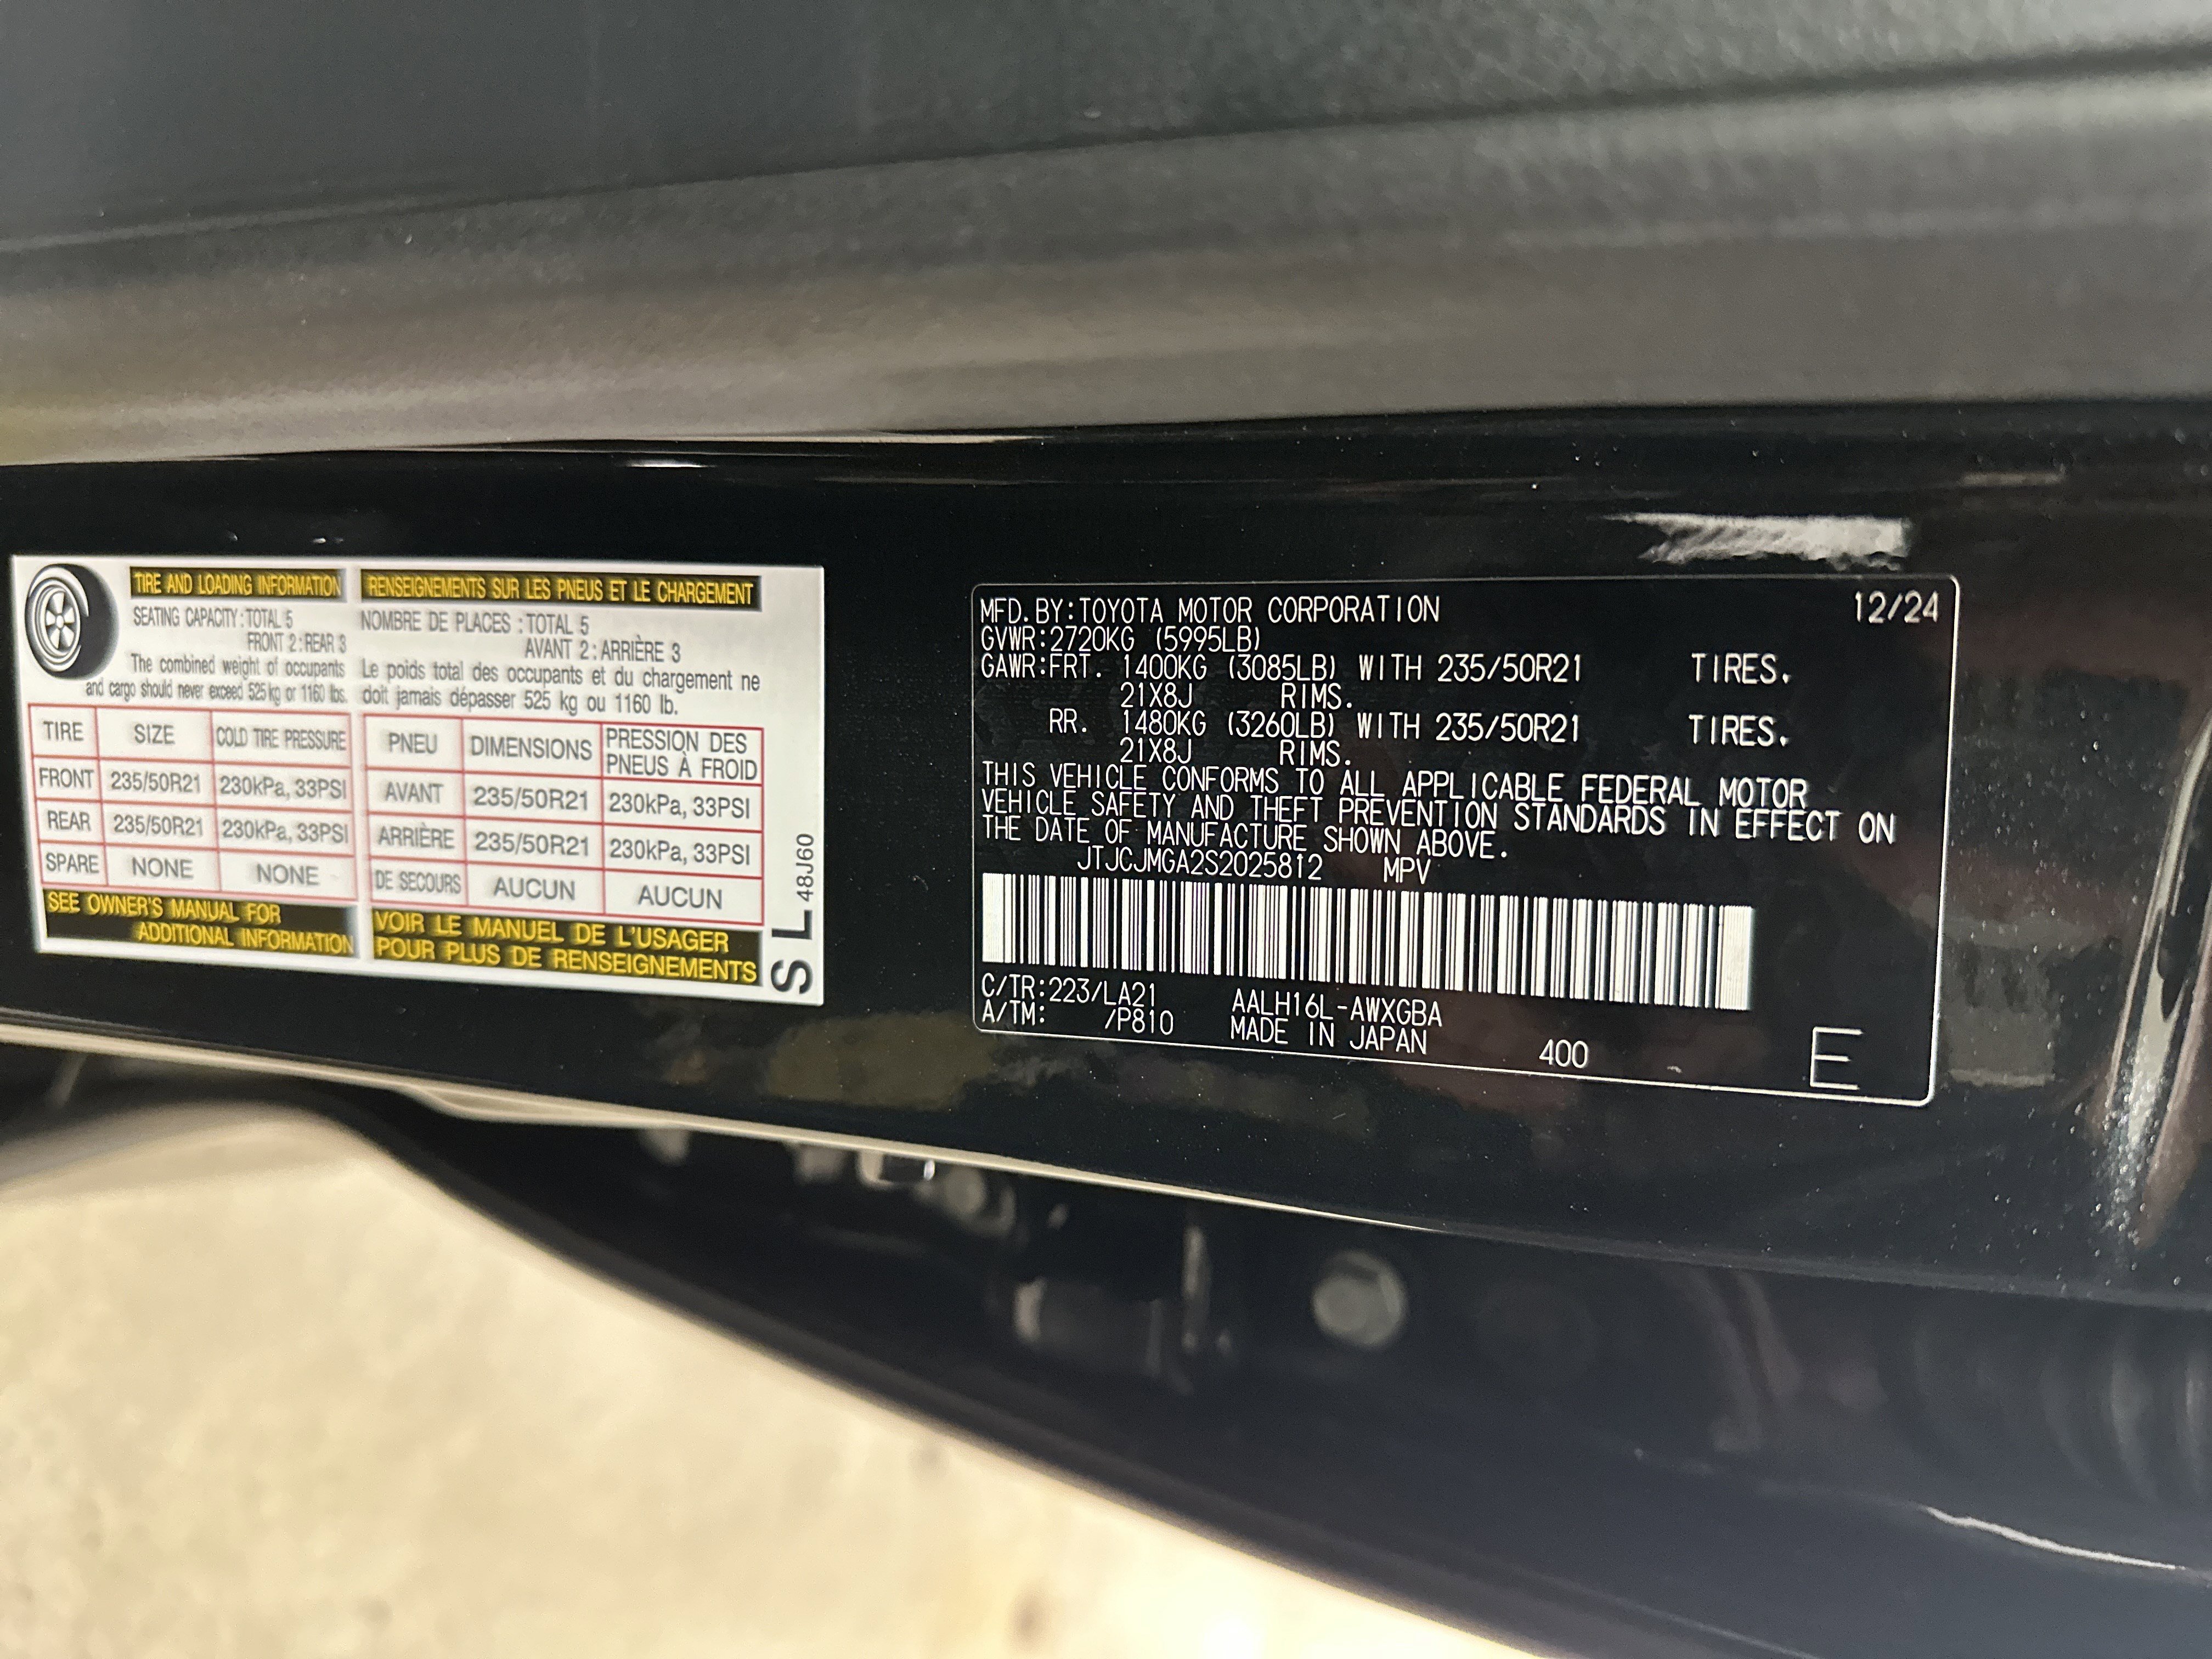 TIRE AND LOADING INFORMATION
SEATING CAPACITY : TOTAL 5
FRONT 2 : REAR 3
The combined weight of occupants
and cargo should never exceed 525 kg or 1160 lbs.
TIRE SIZE COLD TIRE PRESSURE
FRONT 235/50R21 230kPa, 33PSI
REAR 235/50R21 230kPa, 33PSI
SPARE NONE NONE
SEE OWNER'S MANUAL FOR
ADDITIONAL INFORMATION
RENSEIGNEMENTS SUR LES PNEUS ET LE CHARGEMENT
NOMBRE DE PLACES : TOTAL 5
AVANT 2 : ARRIÈRE 3
Le poids total des occupants et du chargement ne
doit jamais dépasser 525 kg ou 1160 lb.
PNEU DIMENSIONS PRESSION DES
PNEUS À FROID
AVANT 235/50R21 230kPa, 33PSI
ARRIÈRE 235/50R21 230kPa, 33PSI
DE SECOURS AUCUN AUCUN
VOIR LE MANUEL DE L'USAGER
POUR PLUS DE RENSEIGNEMENTS
S L 48J60
MFD. BY:TOYOTA MOTOR CORPORATION 12/24
GVWR:2720KG (5995LB)
GAWR:FRT. 1400KG (3085LB) WITH 235/50R21 TIRES.
21X8J RIMS.
RR. 1480KG (3260LB) WITH 235/50R21 TIRES.
21X8J RIMS.
THIS VEHICLE CONFORMS TO ALL APPLICABLE FEDERAL MOTOR
VEHICLE SAFETY AND THEFT PREVENTION STANDARDS IN EFFECT ON
THE DATE OF MANUFACTURE SHOWN ABOVE.
JTJCJMGA2S2025812 MPV
C/TR:223/LA21 AALH16L-AWXGBA
A/TM: /P810 MADE IN JAPAN 400 E